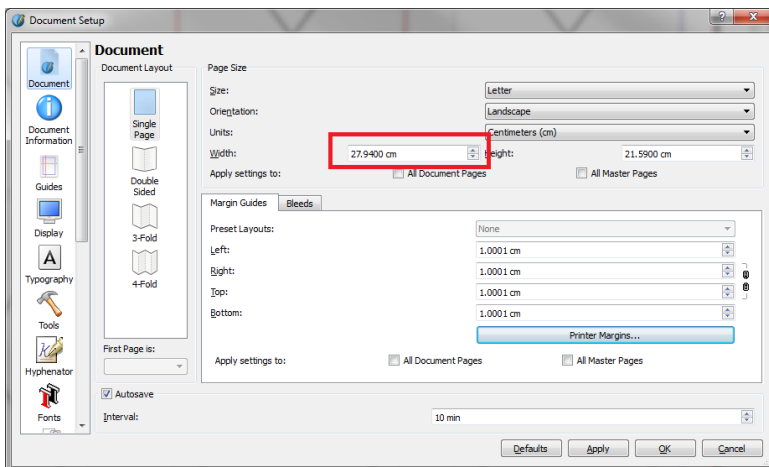 Document Setup
Document
Document
Information
Guides
Display
A
Typography
Tools
Hyphenator
Fonts
Document
Document Layout
Single
Page
Double
Sided
3-Fold
4-Fold
First Page is:
Page Size
Size:
Letter
Orientation:
Landscape
Units:
Centimeters (cm)
Width:
27.9400 cm
Height:
21.5900 cm
Apply settings to:
All Document Pages
All Master Pages
Margin Guides
Bleeds
Preset Layouts:
None
Left:
1.0001 cm
Right:
1.0001 cm
Top:
1.0001 cm
Bottom:
1.0001 cm
Printer Margins...
Apply settings to:
All Document Pages
All Master Pages
Autosave
Interval:
10 min
Defaults
Apply
OK
Cancel